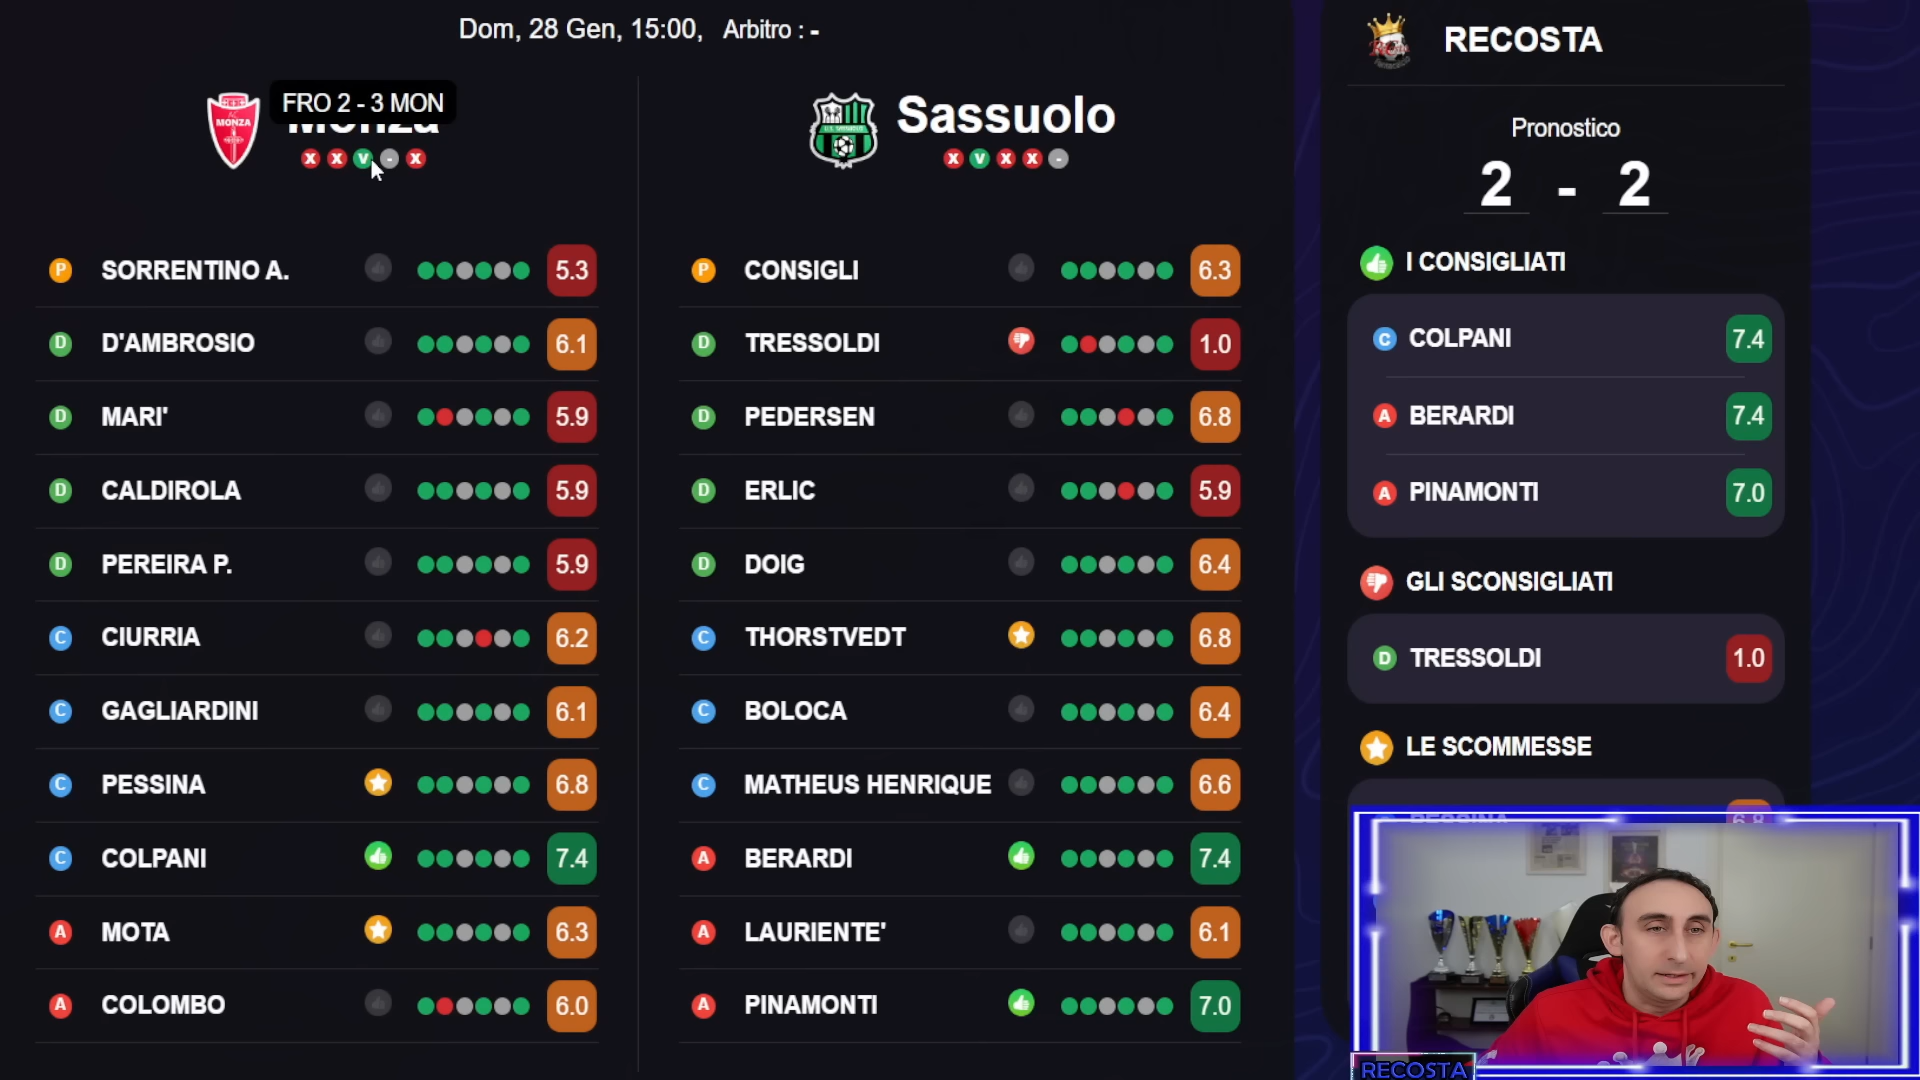 Dom, 28 Gen, 15:00, Arbitro : -
FRO 2 - 3 MON
Monza
MONZA
X X V - X
P SORRENTINO A. 5.3
D D'AMBROSIO 6.1
D MARI' 5.9
D CALDIROLA 5.9
D PEREIRA P. 5.9
C CIURRIA 6.2
C GAGLIARDINI 6.1
C PESSINA 6.8
C COLPANI 7.4
A MOTA 6.3
A COLOMBO 6.0
Sassuolo
X V X X -
P CONSIGLI 6.3
D TRESSOLDI 1.0
D PEDERSEN 6.8
D ERLIC 5.9
D DOIG 6.4
C THORSTVEDT 6.8
C BOLOCA 6.4
C MATHEUS HENRIQUE 6.6
A BERARDI 7.4
A LAURIENTE' 6.1
A PINAMONTI 7.0
RECOSTA
Pronostico
2 - 2
I CONSIGLIATI
C COLPANI 7.4
A BERARDI 7.4
A PINAMONTI 7.0
GLI SCONSIGLIATI
D TRESSOLDI 1.0
LE SCOMMESSE
PESSINA 6.8
RECOSTA